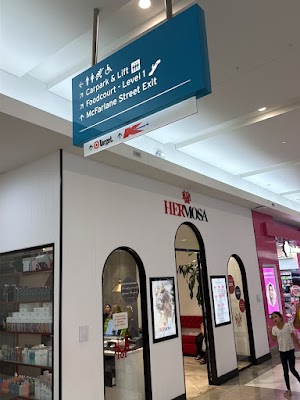 Carpark & Lift
Foodcourt - Level 1
McFarlane Street Exit
Target
HERMOSA